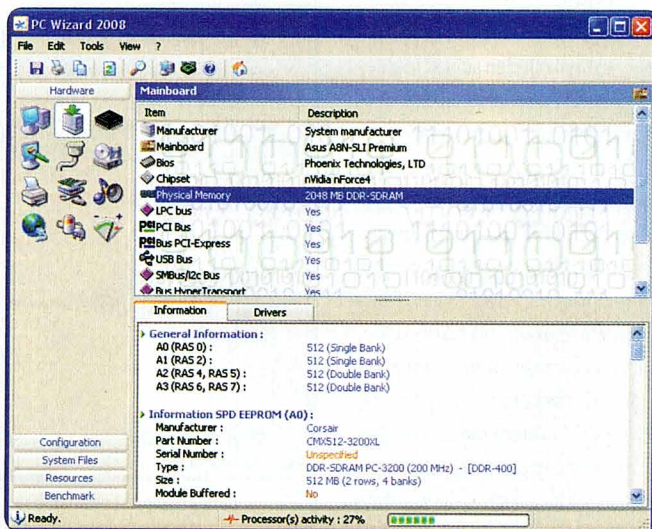 PC Wizard 2008
File Edit Tools View ?
Hardware
Mainboard
Item Description
Manufacturer System manufacturer
Mainboard Asus A8N-SLI Premium
Bios Phoenix Technologies, LTD
Chipset nVidia nForce4
Physical Memory 2048 MB DDR-SDRAM
LPC bus Yes
PCI Bus Yes
Bus PCI-Express Yes
USB Bus Yes
SMBus/i2c Bus Yes
Bus HyperTransport Yes
Information Drivers
General Information :
A0 (RAS 0) : 512 (Single Bank)
A1 (RAS 2) : 512 (Single Bank)
A2 (RAS 4, RAS 5) : 512 (Double Bank)
A3 (RAS 6, RAS 7) : 512 (Double Bank)
Information SPD EEPROM (A0) :
Manufacturer : Corsair
Part Number : CMX512-3200XL
Serial Number : Unspecified
Type : DDR-SDRAM PC-3200 (200 MHz) - [DDR-400]
Size : 512 MB (2 rows, 4 banks)
Module Buffered : No
Configuration
System Files
Resources
Benchmark
Ready. Processor(s) activity : 27%